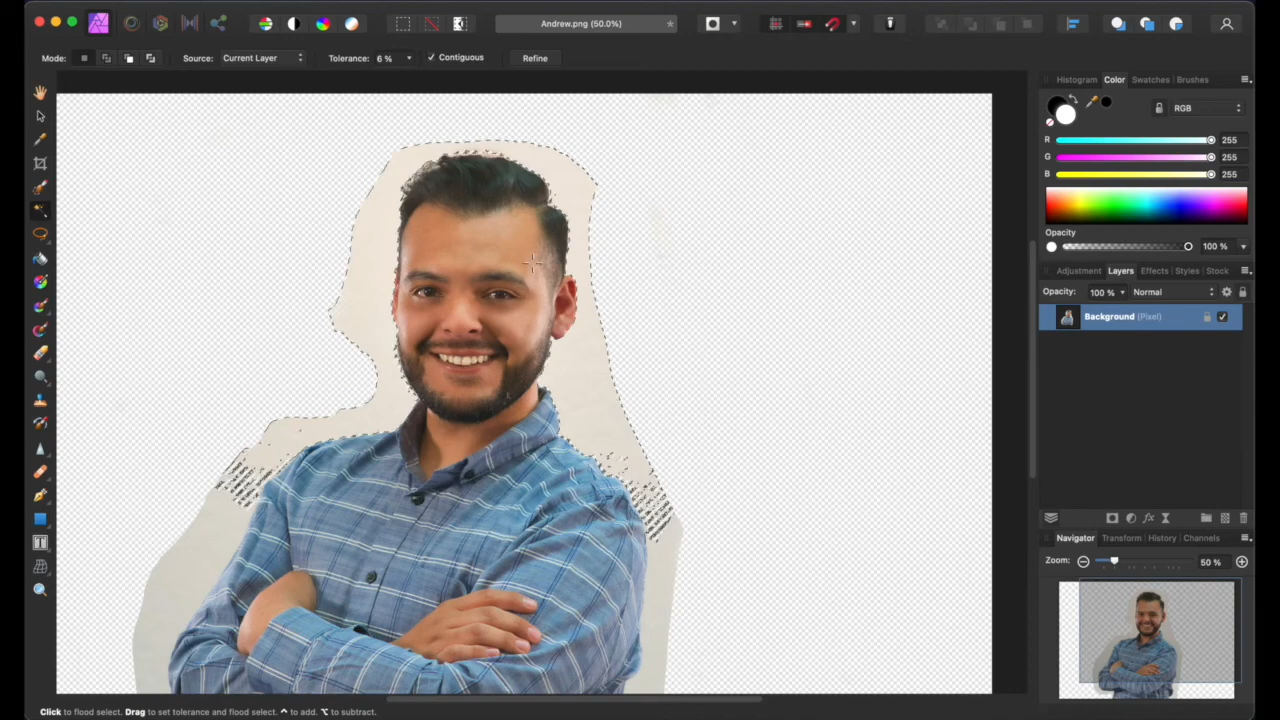 Andrew.png (50.0%)
Mode:
Source: Current Layer
Tolerance: 6 %
Contiguous
Refine
Histogram Color Swatches Brushes
RGB
R 255
G 255
B 255
Opacity
100 %
Adjustment Layers Effects Styles Stock
Opacity: 100 % Normal
Background (Pixel)
fx
Navigator Transform History Channels
Zoom: 50 %
Click to flood select. Drag to set tolerance and flood select. ^ to add. ⌥ to subtract.